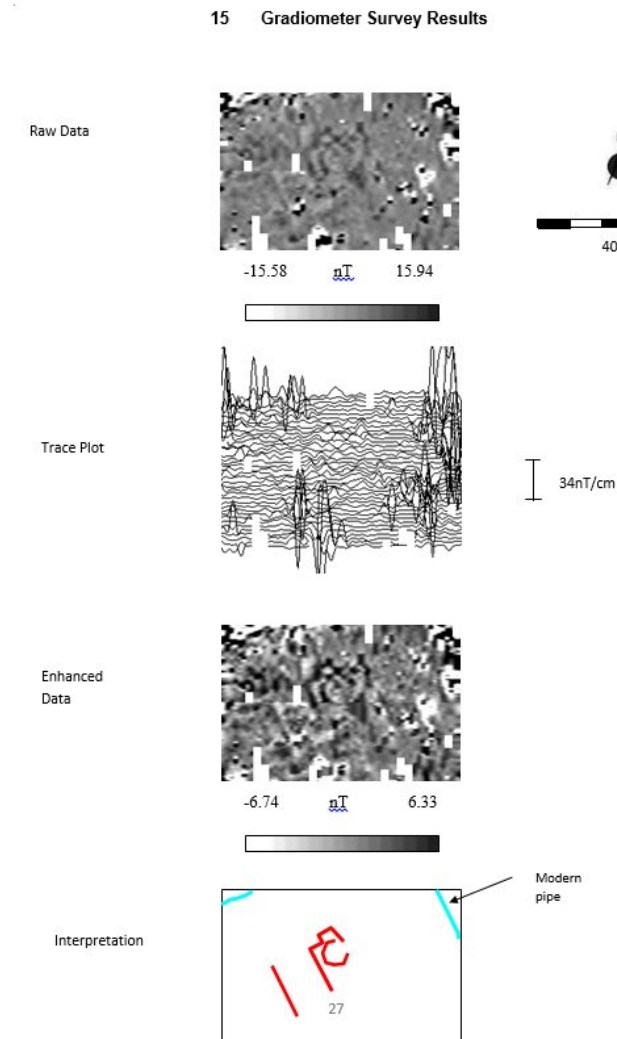 15 Gradiometer Survey Results
Raw Data
-15.58 nT 15.94
40
Trace Plot
34nT/cm
Enhanced
Data
-6.74 nT 6.33
Modern
pipe
Interpretation
27